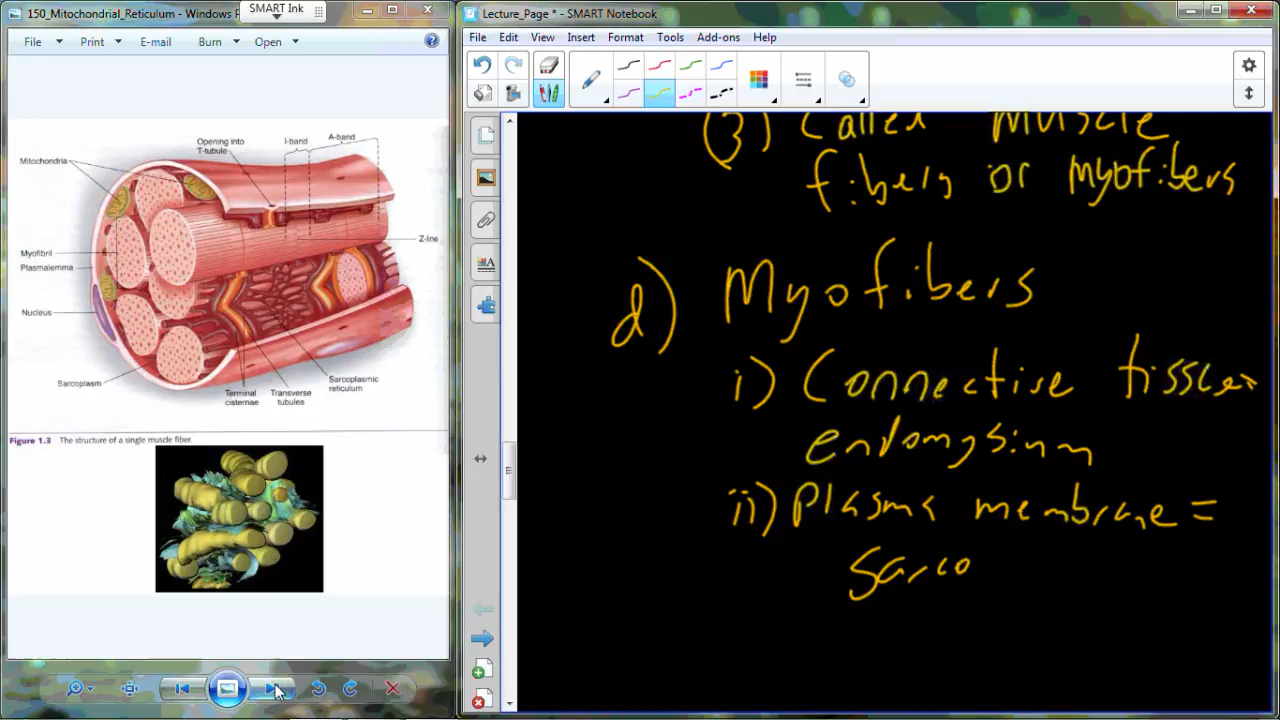 150_Mitochondrial_Reticulum - Windows P
SMART Ink
File Print E-mail Burn Open
Opening into
T-tubule
I-band
A-band
Mitochondria
Z-line
Myofibril
Plasmalemma
Nucleus
Sarcoplasm
Terminal
cisternae
Transverse
tubules
Sarcoplasmic
reticulum
Figure 1.3 The structure of a single muscle fiber.
Lecture_Page * - SMART Notebook
File Edit View Insert Format Tools Add-ons Help
(3) Called Muscle
fibers or myofibers
d) Myofibers
i) Connective tissue=
endomysium
ii) Plasma membrane =
Sarco